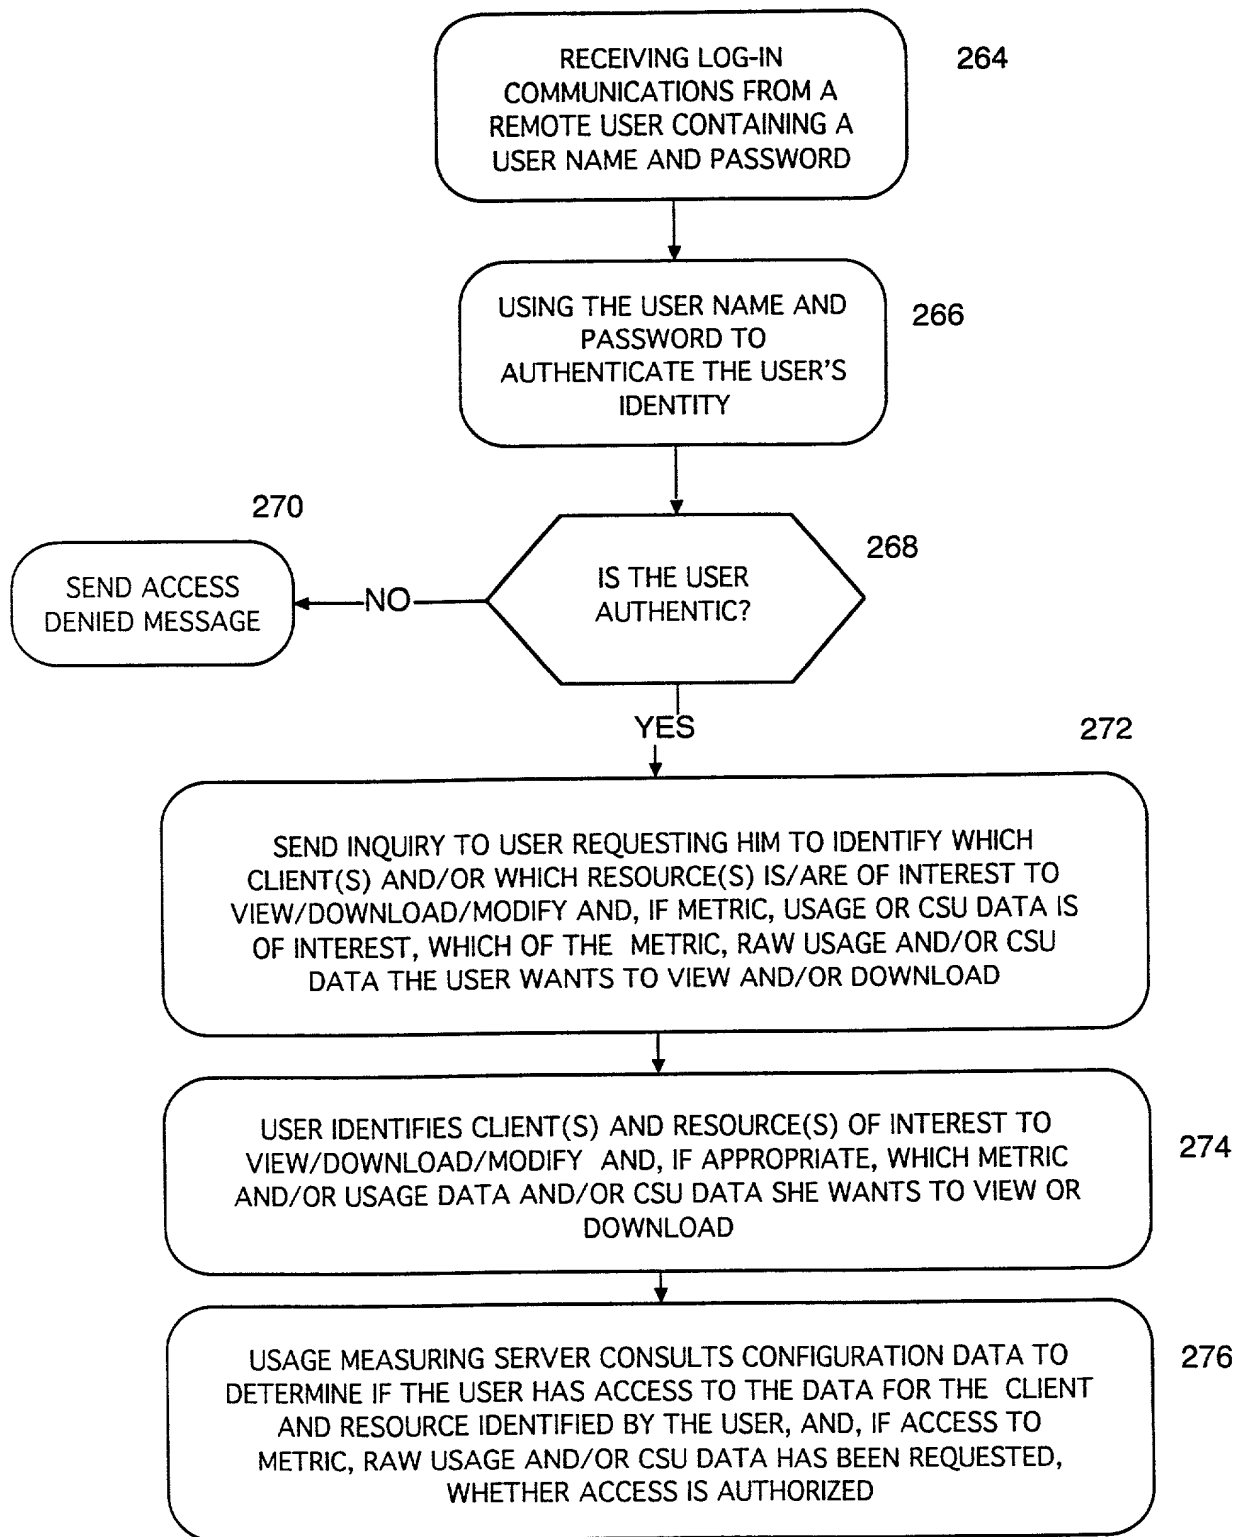 RECEIVING LOG-IN
COMMUNICATIONS FROM A
REMOTE USER CONTAINING A
USER NAME AND PASSWORD
264
USING THE USER NAME AND
PASSWORD TO
AUTHENTICATE THE USER'S
IDENTITY
266
270
SEND ACCESS
DENIED MESSAGE
NO
IS THE USER
AUTHENTIC?
268
YES
272
SEND INQUIRY TO USER REQUESTING HIM TO IDENTIFY WHICH
CLIENT(S) AND/OR WHICH RESOURCE(S) IS/ARE OF INTEREST TO
VIEW/DOWNLOAD/MODIFY AND, IF METRIC, USAGE OR CSU DATA IS
OF INTEREST, WHICH OF THE METRIC, RAW USAGE AND/OR CSU
DATA THE USER WANTS TO VIEW AND/OR DOWNLOAD
USER IDENTIFIES CLIENT(S) AND RESOURCE(S) OF INTEREST TO
VIEW/DOWNLOAD/MODIFY AND, IF APPROPRIATE, WHICH METRIC
AND/OR USAGE DATA AND/OR CSU DATA SHE WANTS TO VIEW OR
DOWNLOAD
274
USAGE MEASURING SERVER CONSULTS CONFIGURATION DATA TO
DETERMINE IF THE USER HAS ACCESS TO THE DATA FOR THE CLIENT
AND RESOURCE IDENTIFIED BY THE USER, AND, IF ACCESS TO
METRIC, RAW USAGE AND/OR CSU DATA HAS BEEN REQUESTED,
WHETHER ACCESS IS AUTHORIZED
276